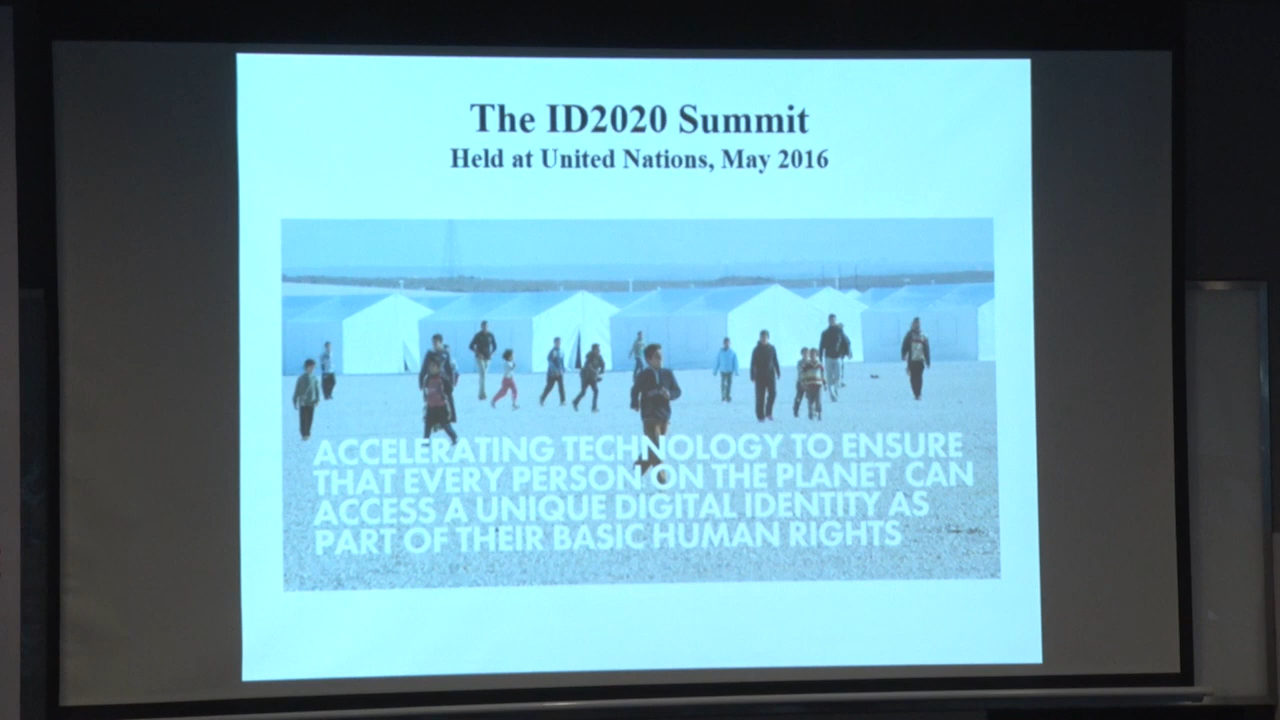 The ID2020 Summit
Held at United Nations, May 2016
ACCELERATING TECHNOLOGY TO ENSURE
THAT EVERY PERSON ON THE PLANET CAN
ACCESS A UNIQUE DIGITAL IDENTITY AS
PART OF THEIR BASIC HUMAN RIGHTS